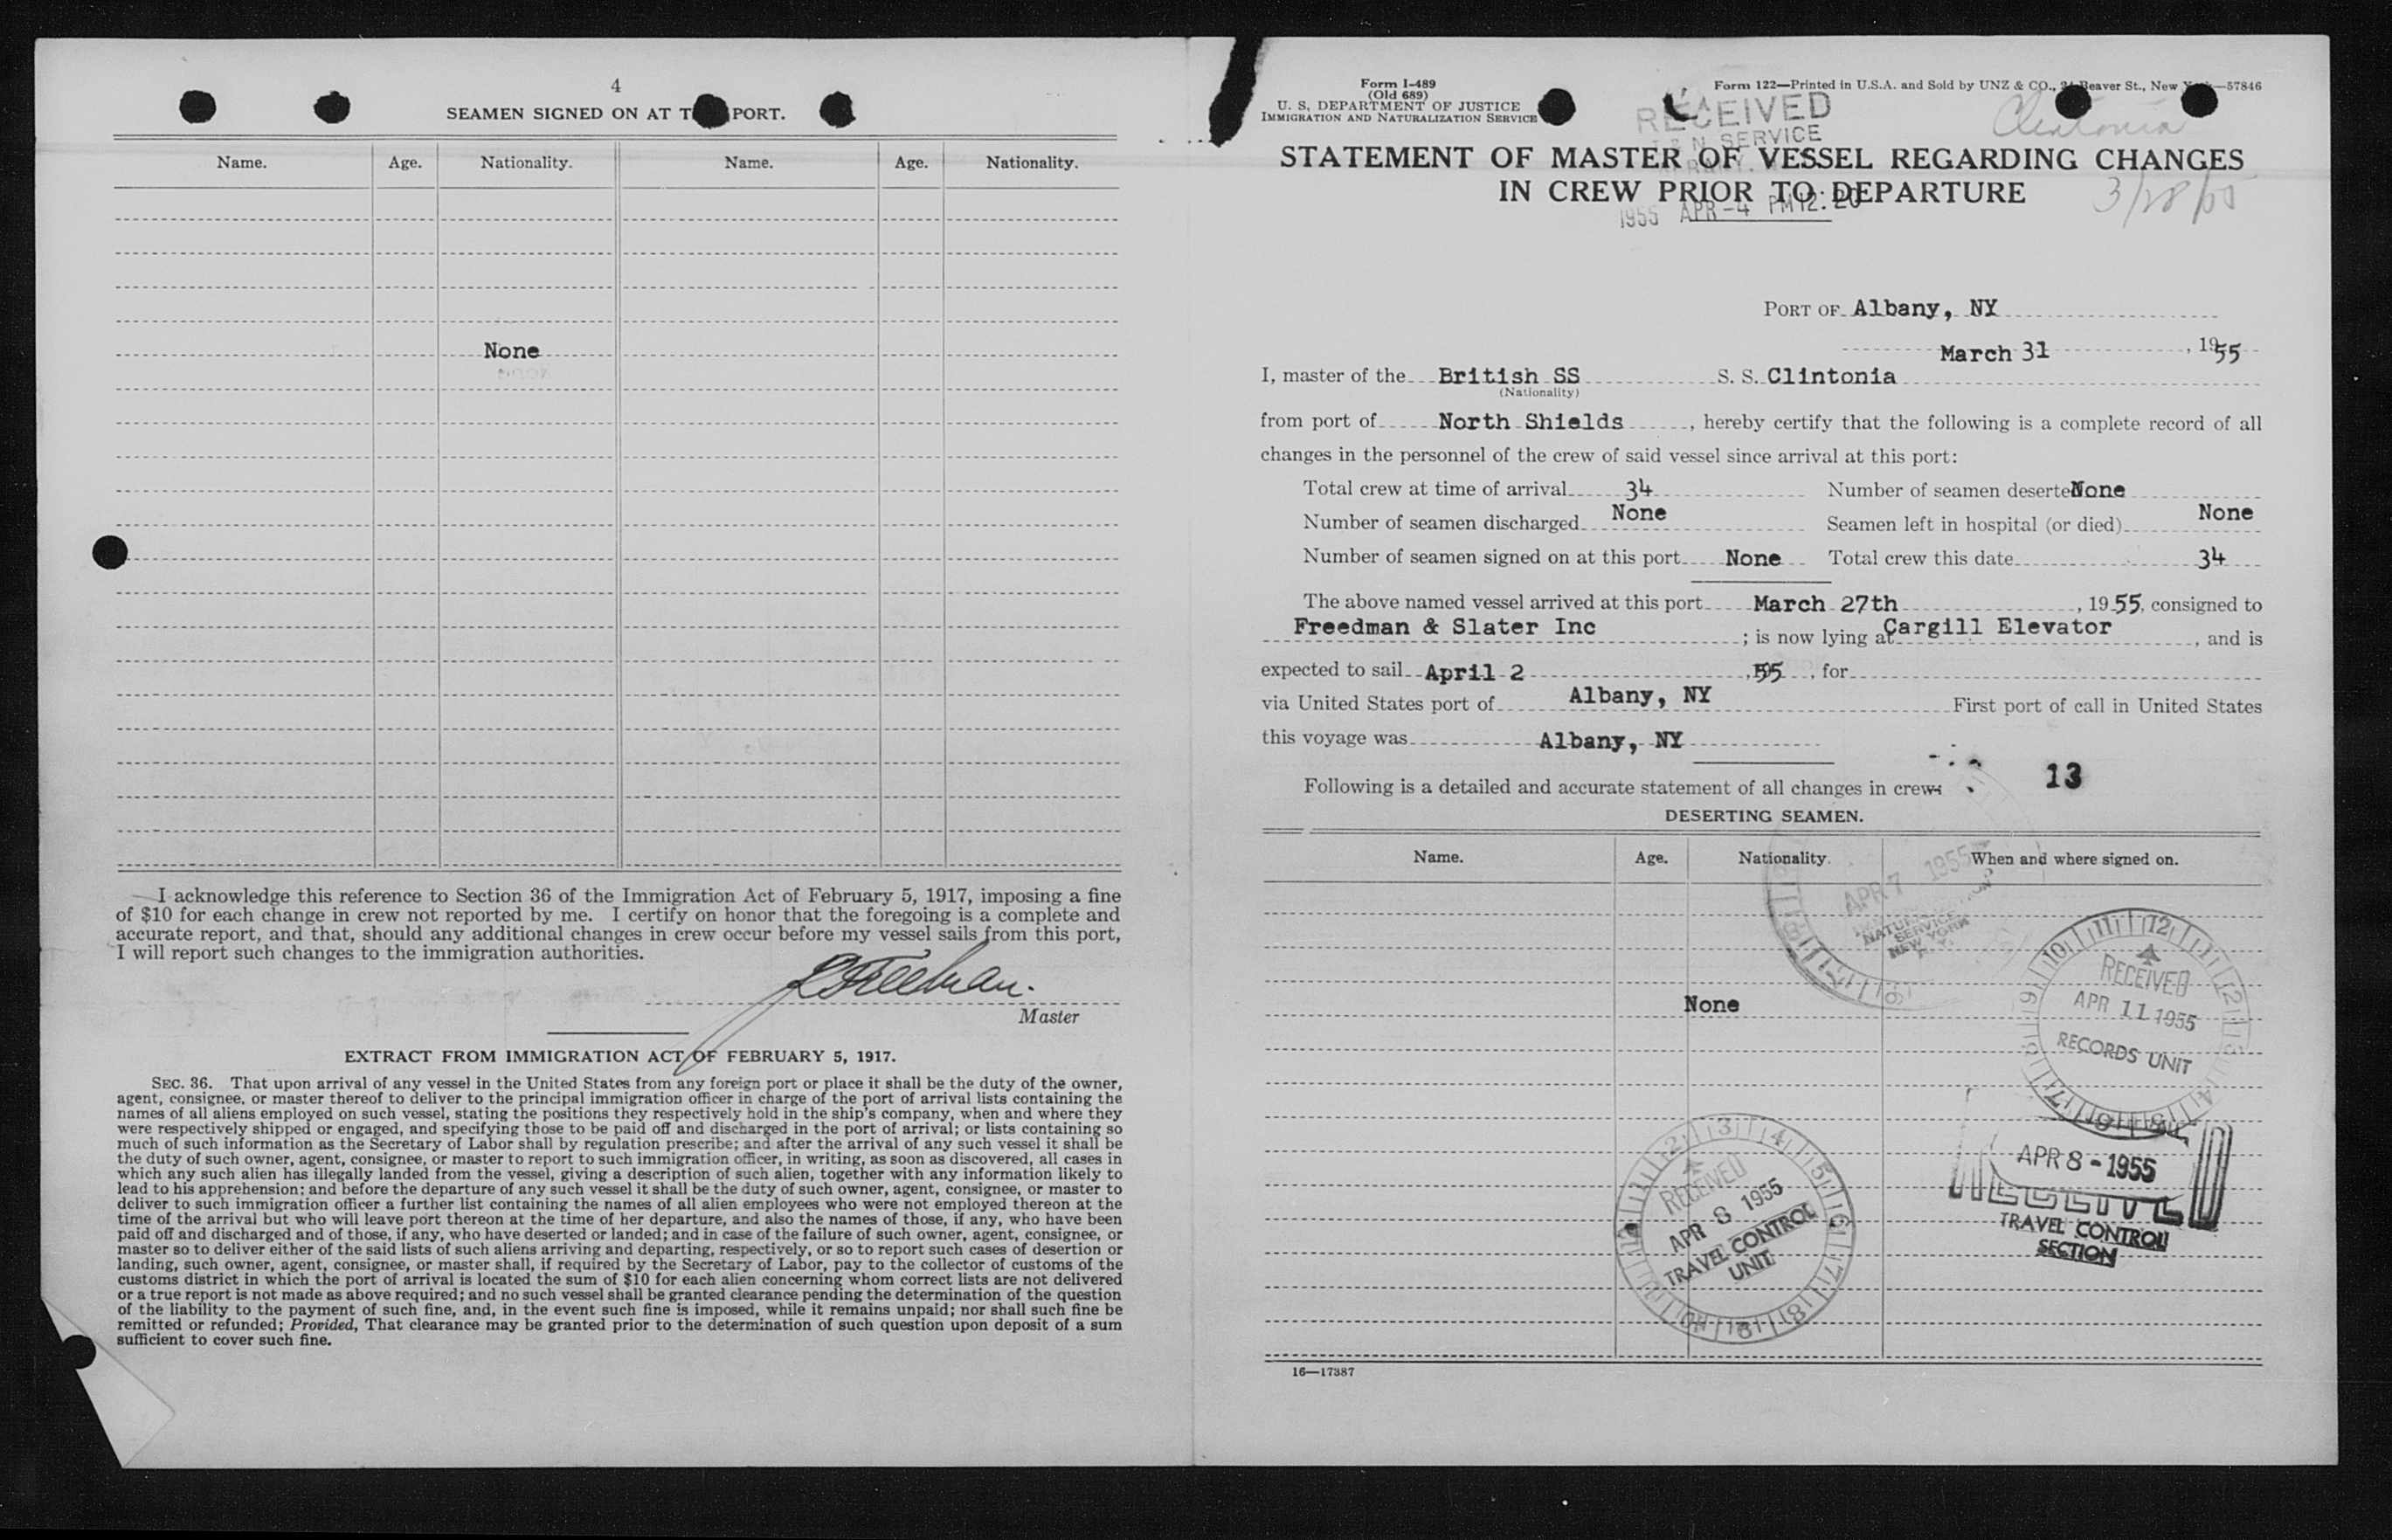 4
SEAMEN SIGNED ON AT T PORT.
Name. Age. Nationality. Name. Age. Nationality.
None
I acknowledge this reference to Section 36 of the Immigration Act of February 5, 1917, imposing a fine
of $10 for each change in crew not reported by me. I certify on honor that the foregoing is a complete and
accurate report, and that, should any additional changes in crew occur before my vessel sails from this port,
I will report such changes to the immigration authorities.
Master
EXTRACT FROM IMMIGRATION ACT OF FEBRUARY 5, 1917.
SEC. 36. That upon arrival of any vessel in the United States from any foreign port or place it shall be the duty of the owner,
agent, consignee, or master thereof to deliver to the principal immigration officer in charge of the port of arrival lists containing the
names of all aliens employed on such vessel, stating the positions they respectively hold in the ship's company, when and where they
were respectively shipped or engaged, and specifying those to be paid off and discharged in the port of arrival; or lists containing so
much of such information as the Secretary of Labor shall by regulation prescribe; and after the arrival of any such vessel it shall be
the duty of such owner, agent, consignee, or master to report to such immigration officer, in writing, as soon as discovered, all cases in
which any such alien has illegally landed from the vessel, giving a description of such alien, together with any information likely to
lead to his apprehension; and before the departure of any such vessel it shall be the duty of such owner, agent, consignee, or master to
deliver to such immigration officer a further list containing the names of all alien employees who were not employed thereon at the
time of the arrival but who will leave port thereon at the time of her departure, and also the names of those, if any, who have been
paid off and discharged and of those, if any, who have deserted or landed; and in case of the failure of such owner, agent, consignee, or
master so to deliver either of the said lists of such aliens arriving and departing, respectively, or so to report such cases of desertion or
landing, such owner, agent, consignee, or master shall, if required by the Secretary of Labor, pay to the collector of customs of the
customs district in which the port of arrival is located the sum of $10 for each alien concerning whom correct lists are not delivered
or a true report is not made as above required; and no such vessel shall be granted clearance pending the determination of the question
of the liability to the payment of such fine, and, in the event such fine is imposed, while it remains unpaid; nor shall such fine be
remitted or refunded; Provided, That clearance may be granted prior to the determination of such question upon deposit of a sum
sufficient to cover such fine.
Form I-489
(Old 689)
U. S. DEPARTMENT OF JUSTICE
IMMIGRATION AND NATURALIZATION SERVICE
Form 122—Printed in U.S.A. and Sold by UNZ & CO., Beaver St., New —57846
RECEIVED
I & N SERVICE
Clintonia
STATEMENT OF MASTER OF VESSEL REGARDING CHANGES
IN CREW PRIOR TO DEPARTURE
1955 APR -4 PM 12: 20
3/28/55
PORT OF Albany, NY
March 31, 1955
I, master of the British SS S. S. Clintonia
(Nationality)
from port of North Shields, hereby certify that the following is a complete record of all
changes in the personnel of the crew of said vessel since arrival at this port:
Total crew at time of arrival 34 Number of seamen deserte None
Number of seamen discharged None Seamen left in hospital (or died) None
Number of seamen signed on at this port None Total crew this date 34
The above named vessel arrived at this port March 27th, 1955, consigned to
Freedman & Slater Inc; is now lying at Cargill Elevator, and is
expected to sail April 2, 55, for
via United States port of Albany, NY First port of call in United States
this voyage was Albany, NY
Following is a detailed and accurate statement of all changes in crew:
13
DESERTING SEAMEN.
Name. Age. Nationality. When and where signed on.
APR 7 1955
NATURALIZATION
SERVICE
NEW YORK
None
RECEIVED
APR 11 1955
RECORDS UNIT
RECEIVED
APR 8 1955
TRAVEL CONTROL
UNIT
APR 8 - 1955
RECEIVED
TRAVEL CONTROL
SECTION
16—17387